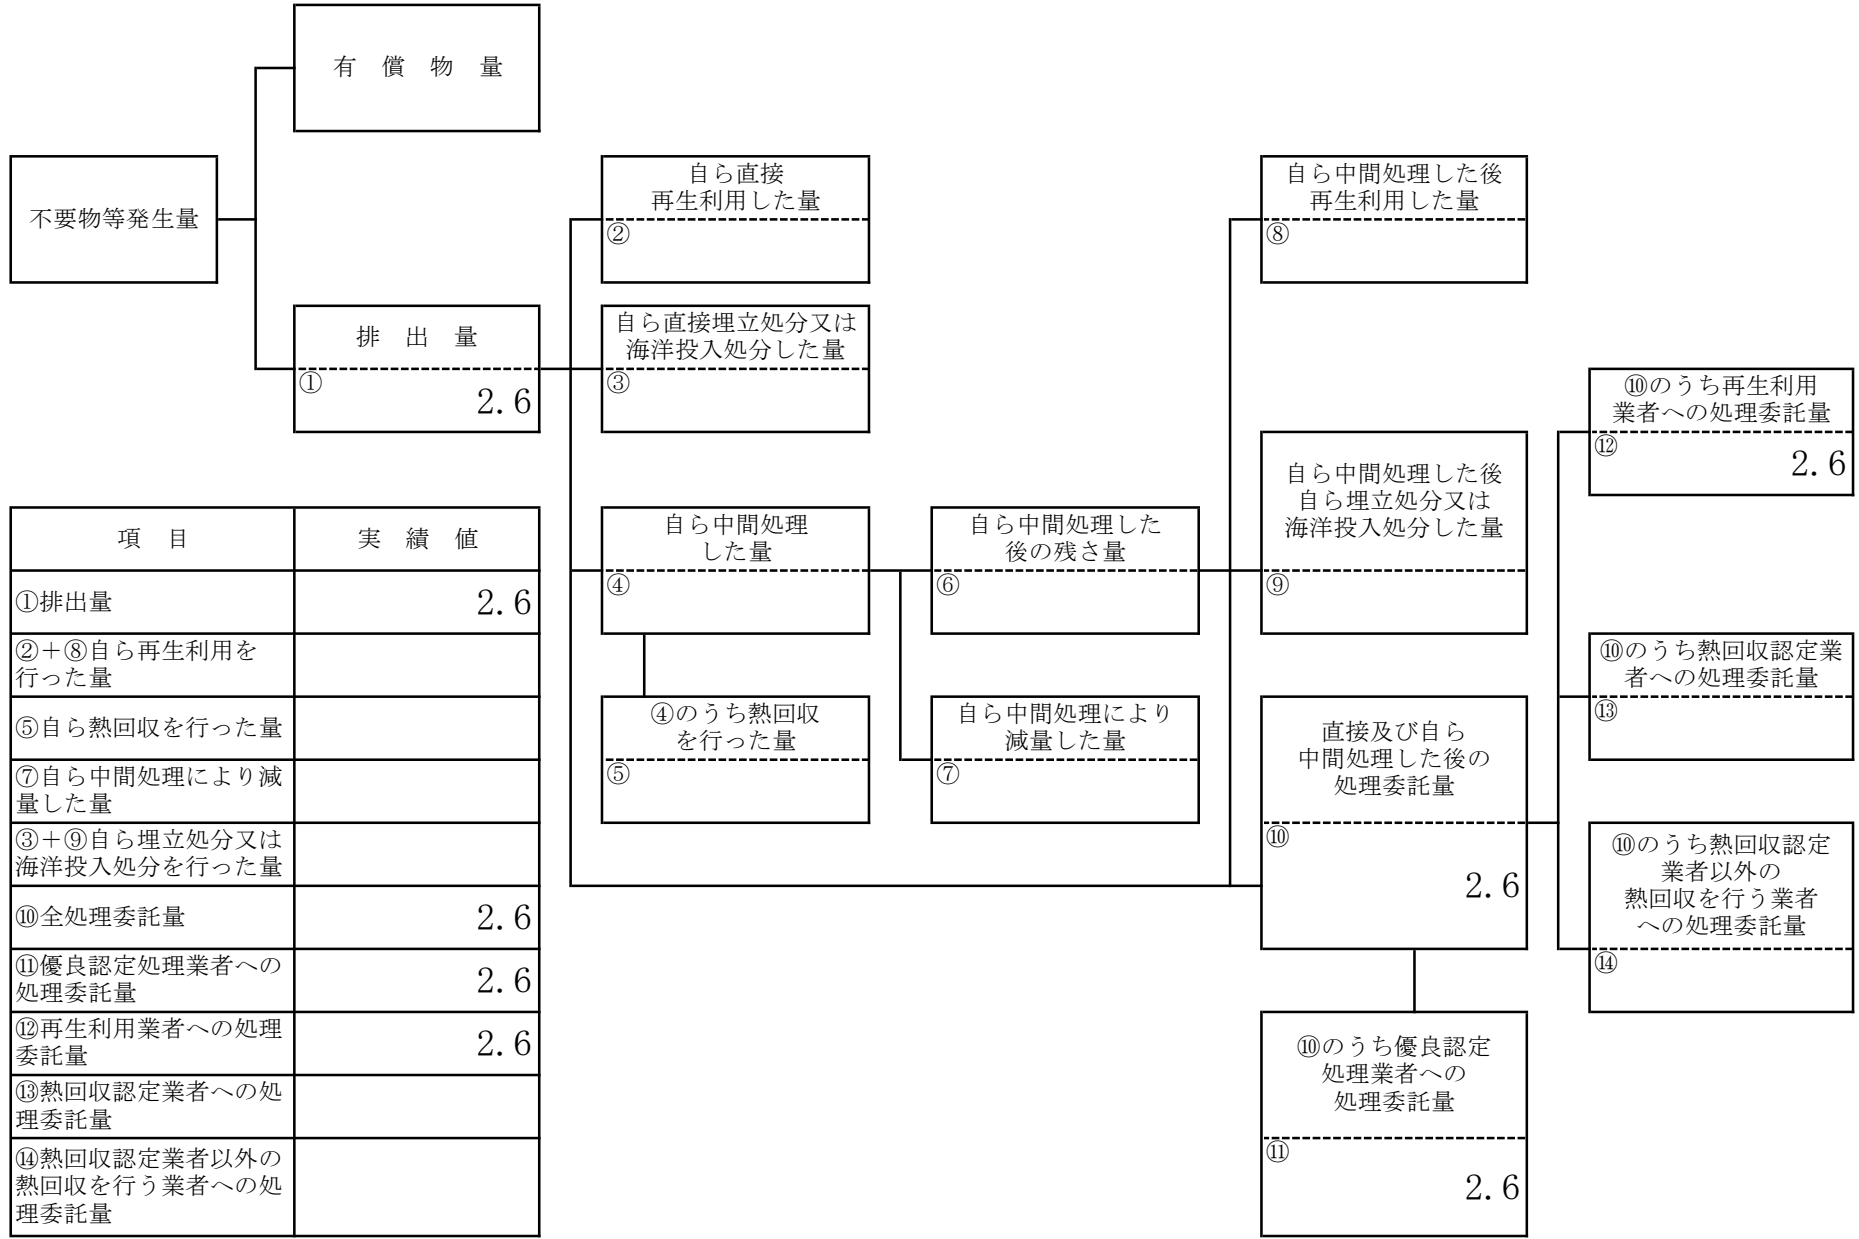 有　償　物　量
不要物等発生量
排　出　量
①
2.6
自ら直接
再生利用した量
②
自ら直接埋立処分又は
海洋投入処分した量
③
自ら中間処理
した量
④
④のうち熱回収
を行った量
⑤
自ら中間処理した
後の残さ量
⑥
自ら中間処理により
減量した量
⑦
自ら中間処理した後
再生利用した量
⑧
自ら中間処理した後
自ら埋立処分又は
海洋投入処分した量
⑨
直接及び自ら
中間処理した後の
処理委託量
⑩
2.6
⑩のうち優良認定
処理業者への
処理委託量
⑪
2.6
⑩のうち再生利用
業者への処理委託量
⑫
2.6
⑩のうち熱回収認定業
者への処理委託量
⑬
⑩のうち熱回収認定
業者以外の
熱回収を行う業者
への処理委託量
⑭
項　目　実　績　値
①排出量　2.6
②＋⑧自ら再生利用を
行った量
⑤自ら熱回収を行った量
⑦自ら中間処理により減
量した量
③＋⑨自ら埋立処分又は
海洋投入処分を行った量
⑩全処理委託量　2.6
⑪優良認定処理業者への
処理委託量　2.6
⑫再生利用業者への処理
委託量　2.6
⑬熱回収認定業者への処
理委託量
⑭熱回収認定業者以外の
熱回収を行う業者への処
理委託量